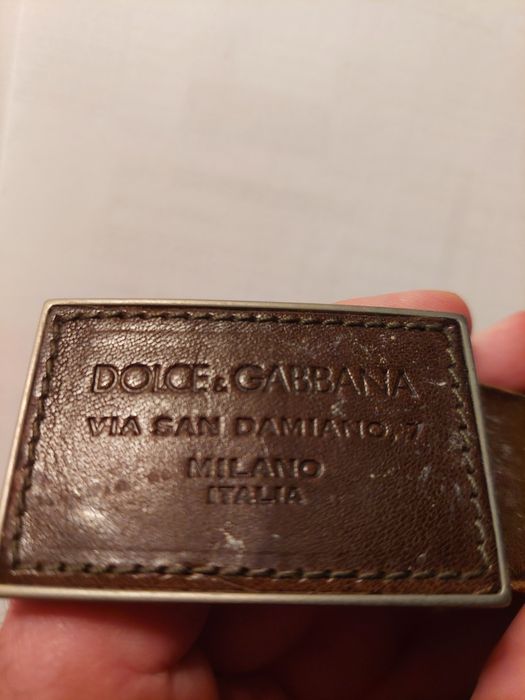 DOLCE & GABBANA
VIA SAN DAMIANO, 7
MILANO
ITALIA